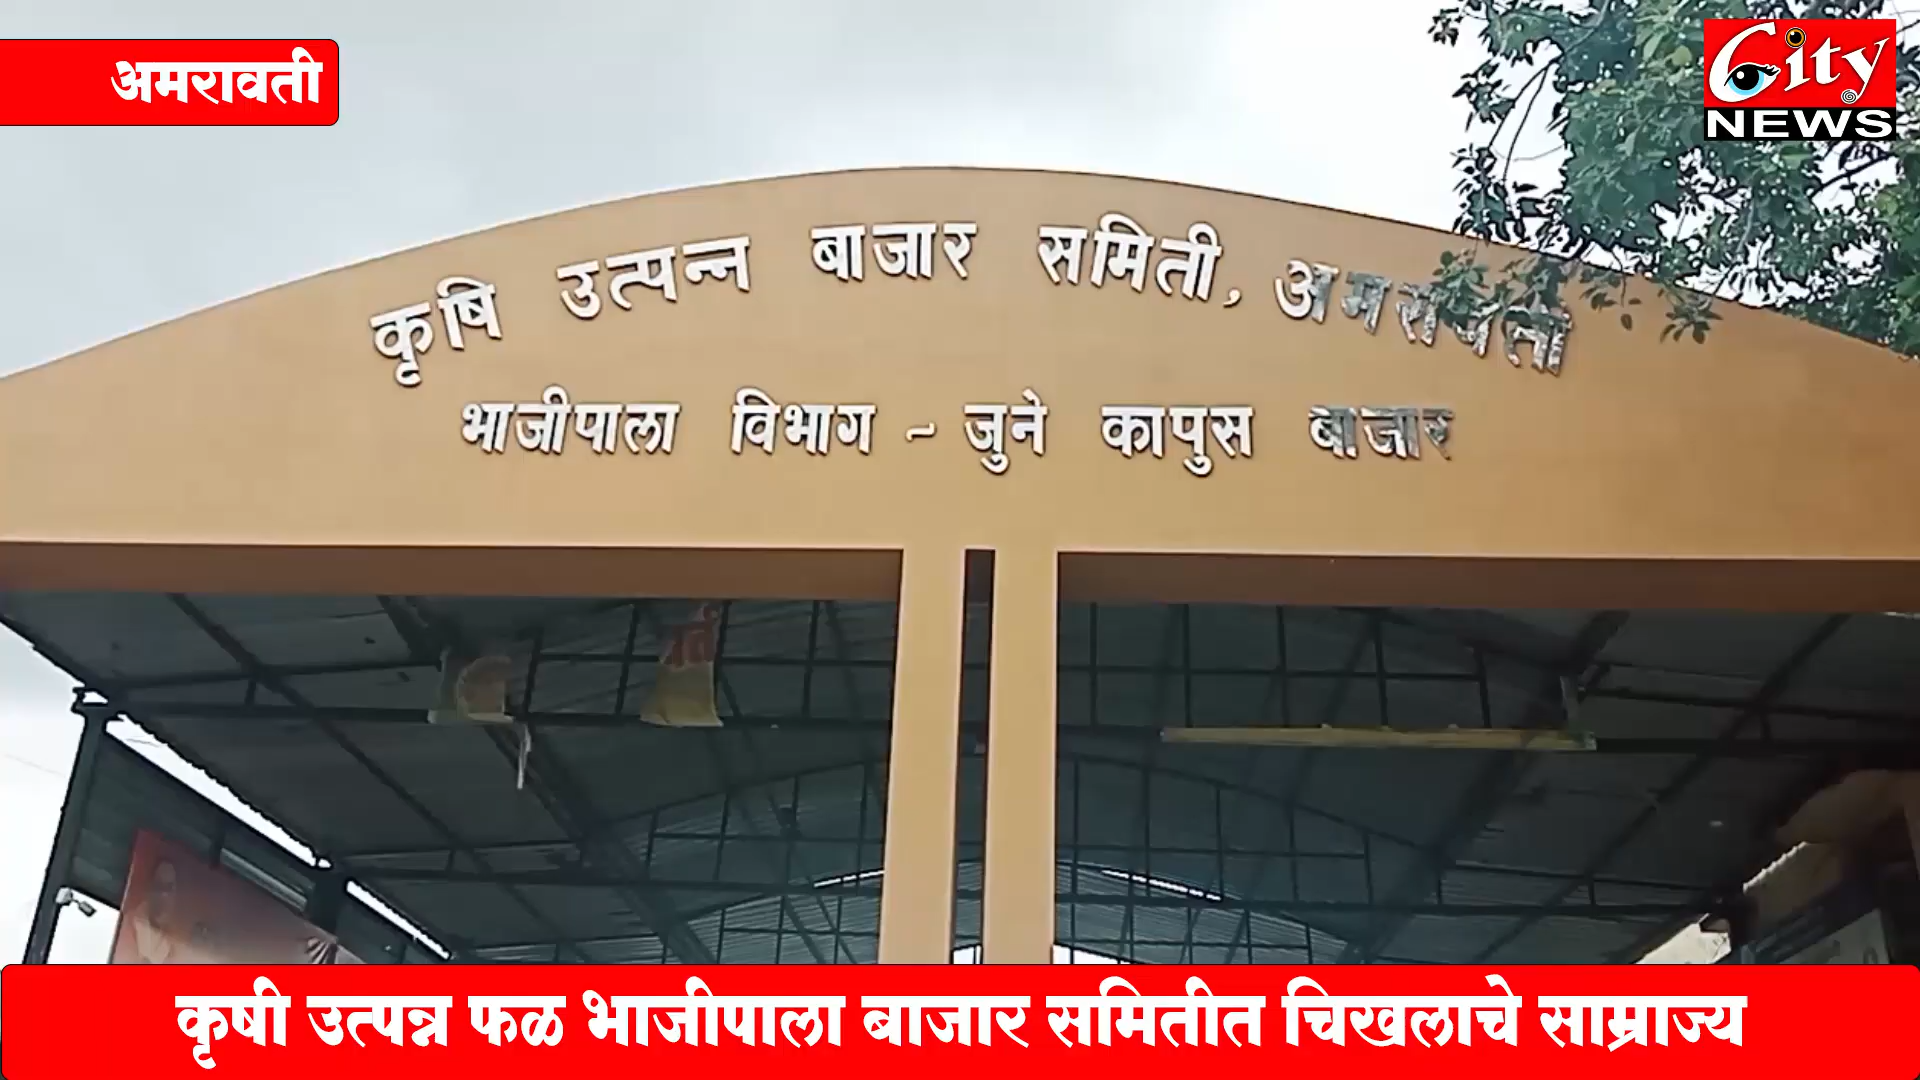 अमरावती
City
NEWS
कृषि उत्पन्न बाजार समिती, अमरावती
भाजीपाला विभाग - जुने कापुस बाजार
कृषी उत्पन्न फळ भाजीपाला बाजार समितीत चिखलाचे साम्राज्य